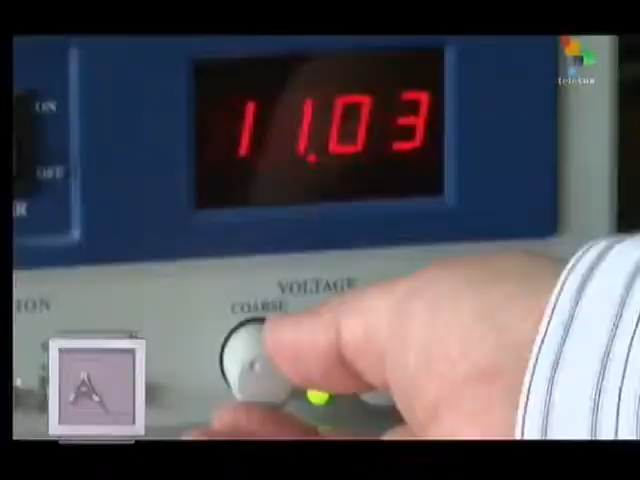 teleSUR
ON
11.03
OFF
VOLTAGE
COARSE
A